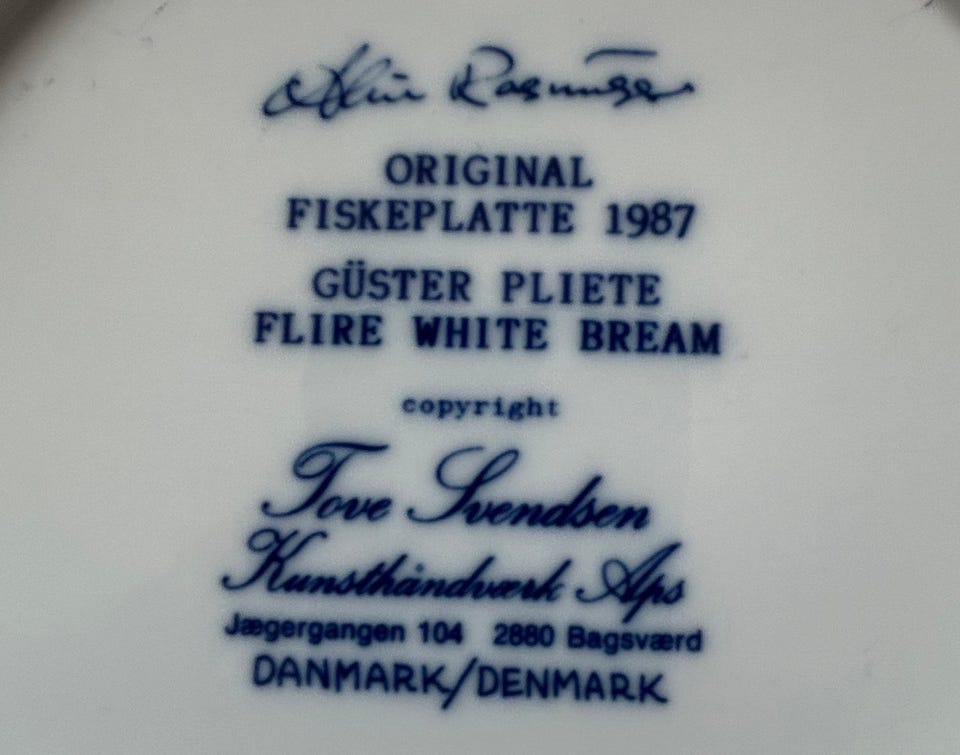 Rasmussen
ORIGINAL
FISKEPLATTE 1987
GÜSTER PLIETE
FLIRE WHITE BREAM
copyright
Tove Svendsen
Kunsthåndværk Aps
Jægergangen 104 2880 Bagsværd
DANMARK/DENMARK